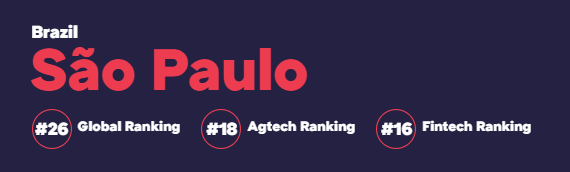 Brazil
São Paulo
#26 Global Ranking #18 Agtech Ranking #16 Fintech Ranking